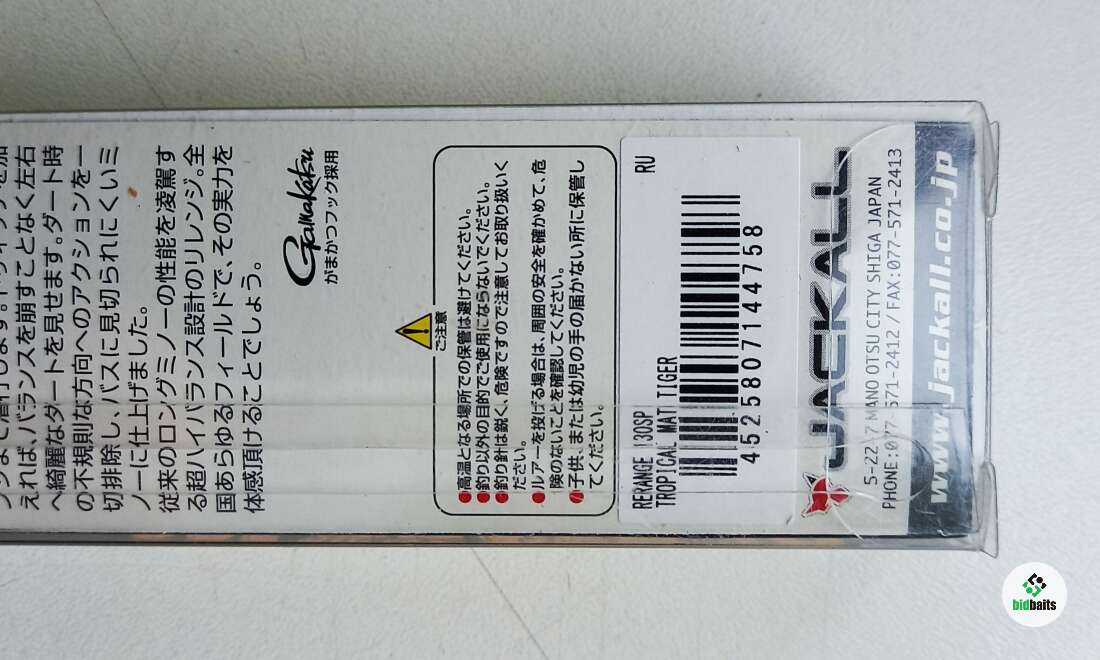 えれば、バランスを崩すことなく左右
へ綺麗なダートを見せます。ダート時
の不規則な方向へのアクションを一
切排除し、バスに見切られにくいミ
ノーに仕上げました。
従来のロングミノーの性能を凌駕す
る超ハイバランス設計のリレンジ。全
国あらゆるフィールドで、その実力を
体感頂けることでしょう。
Gamakatsu
がまかつフック採用
ご注意
●高温となる場所での保管は避けてください。
●釣り以外の目的でご使用にならないでください。
●釣り針は鋭く、危険ですので注意してお取り扱いく
ださい。
●ルアーを投げる場合は、周囲の安全を確かめて、危
険のないことを確認してください。
●子供、または幼児の手の届かない所に保管し
てください。
RERANGE 130SP RU
TROPICAL MAT TIGER
4525807144758
JACKALL
5-22-7 MANO OTSU CITY SHIGA JAPAN
PHONE:077-571-2412 / FAX:077-571-2413
www.jackall.co.jp
bidbaits